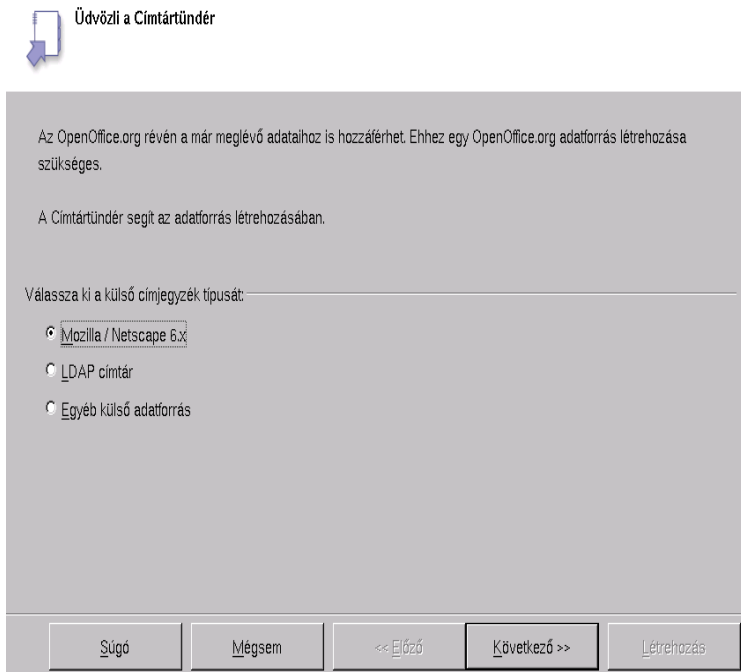 Üdvözli a Címtártündér
Az OpenOffice.org révén a már meglévő adataihoz is hozzáférhet. Ehhez egy OpenOffice.org adatforrás létrehozása
szükséges.
A Címtártündér segít az adatforrás létrehozásában.
Válassza ki a külső címjegyzék típusát:
Mozilla / Netscape 6.x
LDAP címtár
Egyéb külső adatforrás
Súgó Mégsem << Előző Következő >> Létrehozás